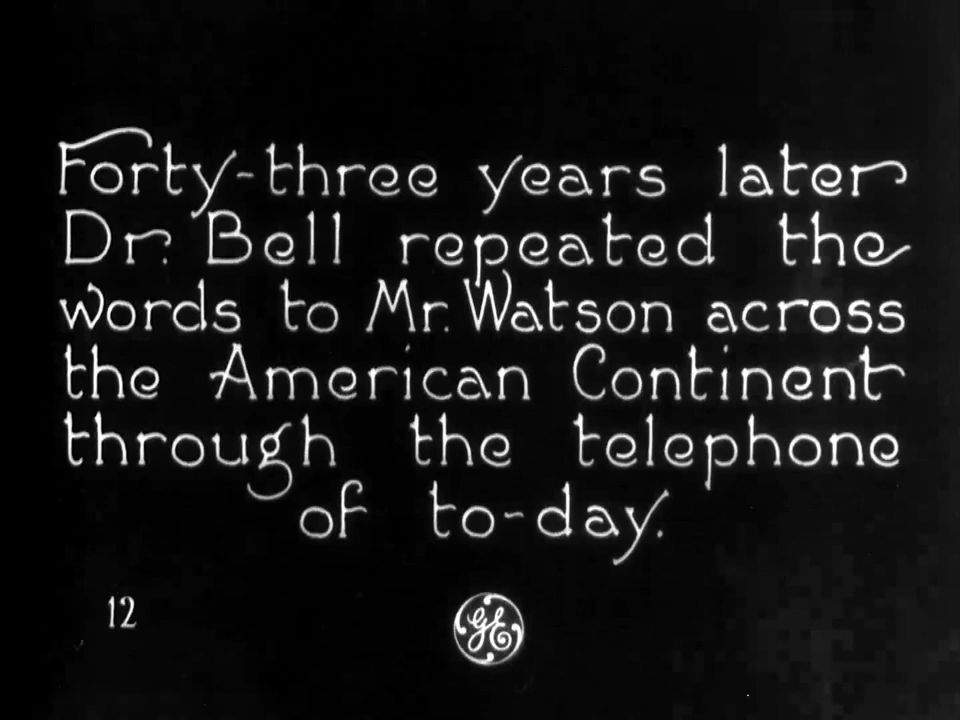 Forty-three years later
Dr. Bell repeated the
words to Mr. Watson across
the American Continent
through the telephone
of to-day.
12
GE